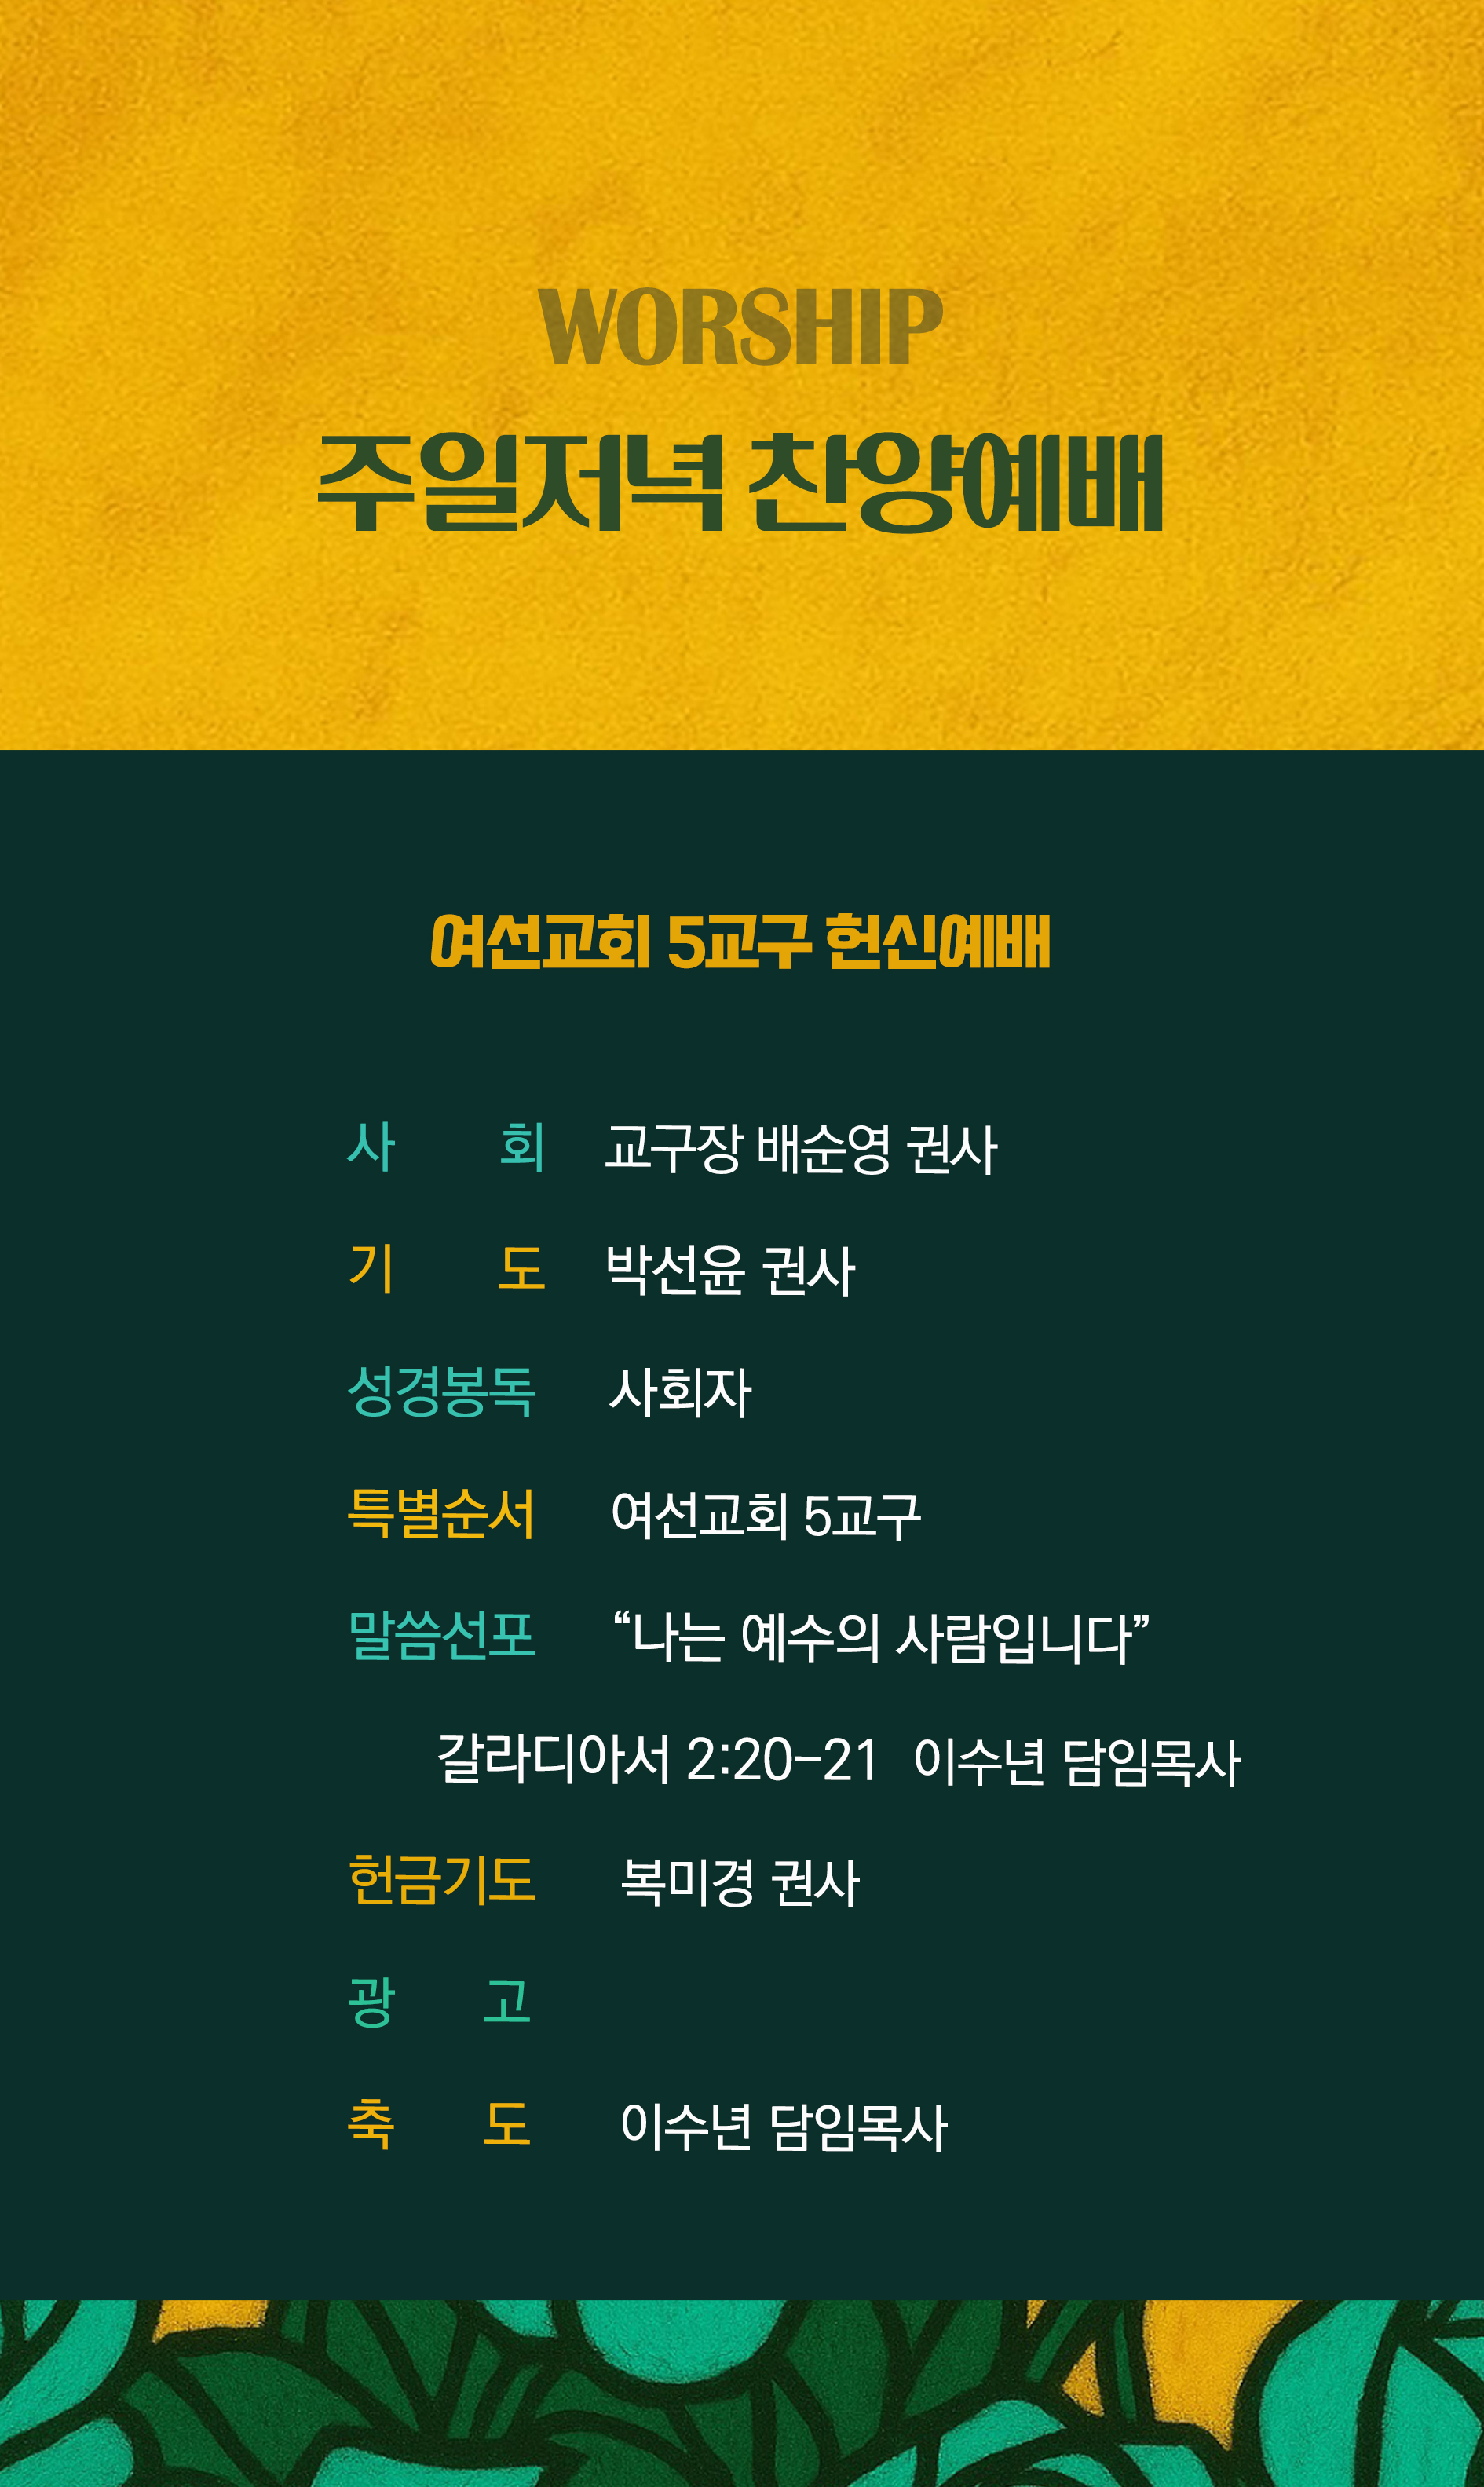 WORSHIP
주일저녁 찬양예배
여선교회 5교구 헌신예배
사 회 교구장 배순영 권사
기 도 박선윤 권사
성경봉독 사회자
특별순서 여선교회 5교구
말씀선포 “나는 예수의 사람입니다”
갈라디아서 2:20-21 이수년 담임목사
헌금기도 복미경 권사
광 고
축 도 이수년 담임목사